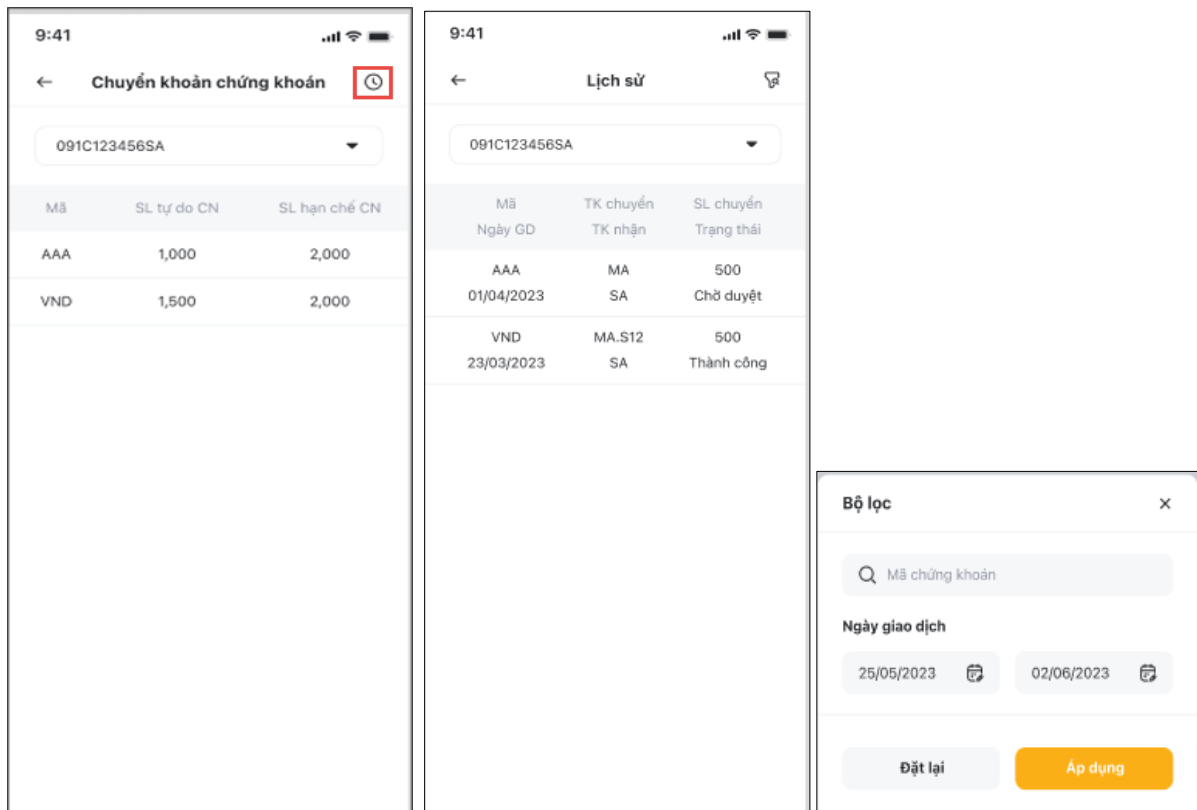 9:41
Chuyển khoản chứng khoán
091C123456SA
Mã SL tự do CN SL hạn chế CN
AAA 1,000 2,000
VND 1,500 2,000
9:41
Lịch sử
091C123456SA
Mã TK chuyển SL chuyển
Ngày GD TK nhận Trạng thái
AAA MA 500
01/04/2023 SA Chờ duyệt
VND MA.S12 500
23/03/2023 SA Thành công
Bộ lọc
Mã chứng khoán
Ngày giao dịch
25/05/2023 02/06/2023
Đặt lại Áp dụng